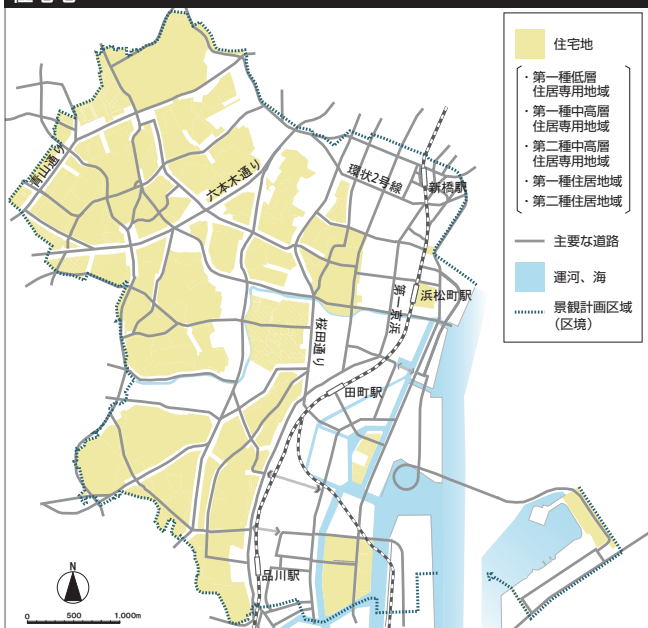 住宅地
・第一種低層
住居専用地域
・第一種中高層
住居専用地域
・第二種中高層
住居専用地域
・第一種住居地域
・第二種住居地域
主要な道路
運河、海
景観計画区域
(区境)
青山通り
六本木通り
環状2号線
新橋駅
浜松町駅
第一京浜
桜田通り
田町駅
品川駅
N
0 500 1,000m